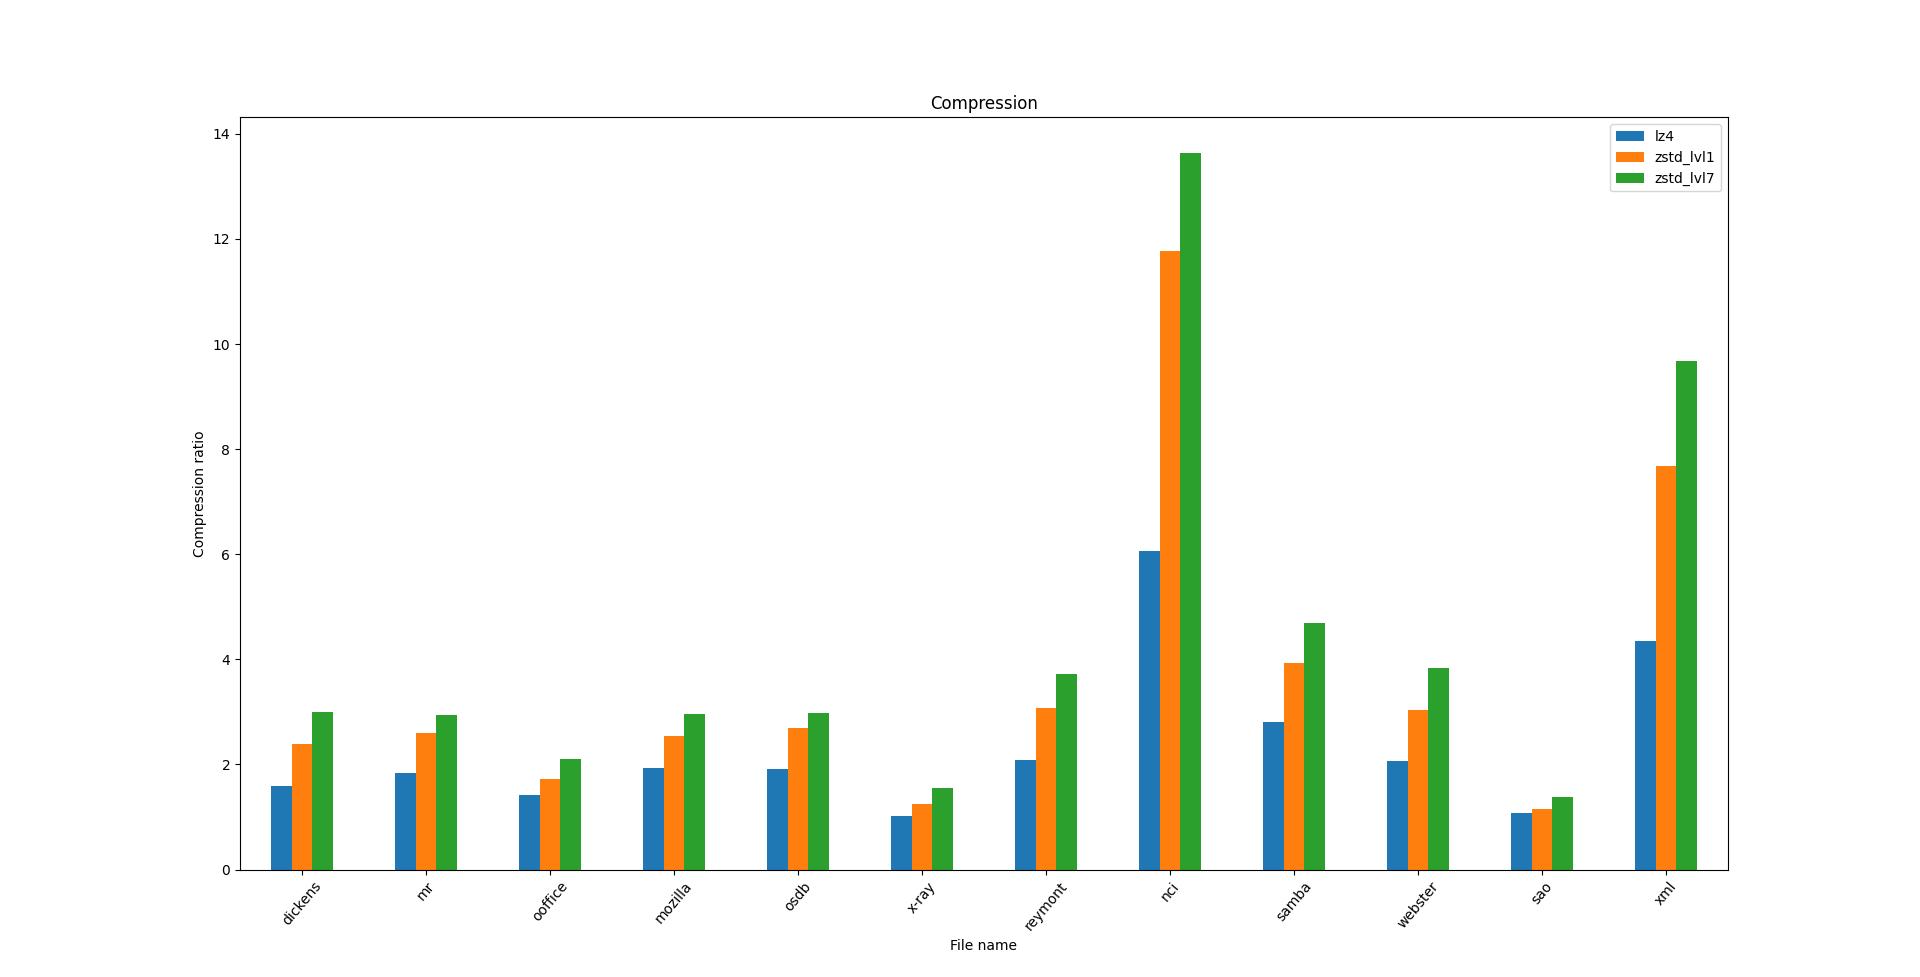 Compression
14
12
10
8
6
4
2
0
Compression ratio
lz4
zstd_lvl1
zstd_lvl7
dickens
mr
ooffice
mozilla
osdb
x-ray
reymont
nci
samba
webster
sao
xml
File name